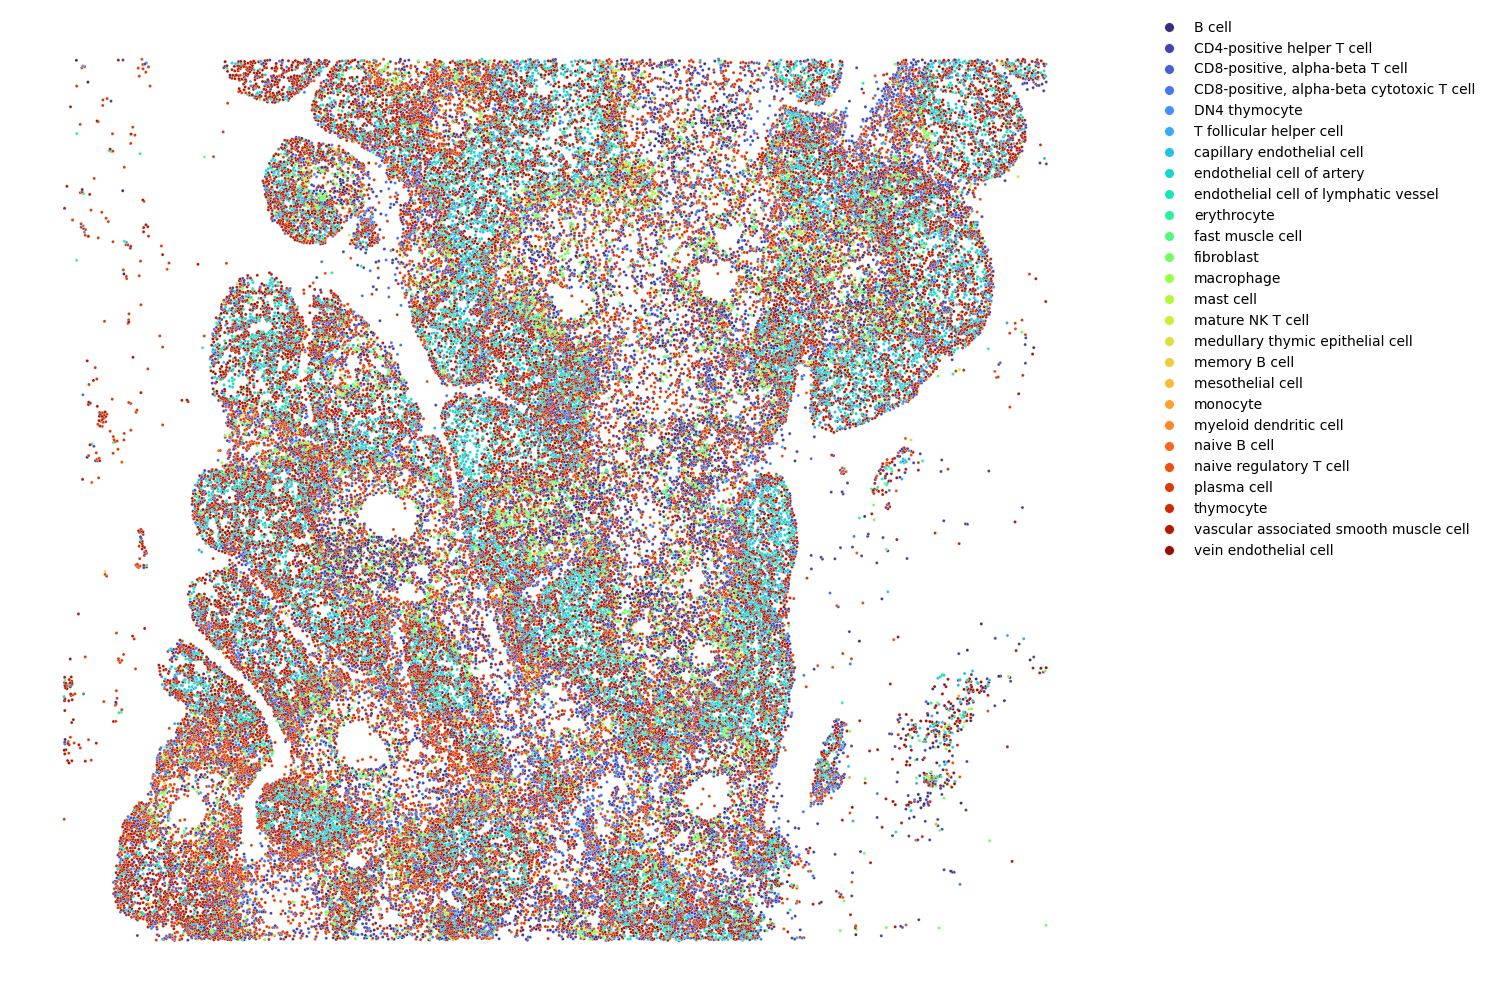 B cell
CD4-positive helper T cell
CD8-positive, alpha-beta T cell
CD8-positive, alpha-beta cytotoxic T cell
DN4 thymocyte
T follicular helper cell
capillary endothelial cell
endothelial cell of artery
endothelial cell of lymphatic vessel
erythrocyte
fast muscle cell
fibroblast
macrophage
mast cell
mature NK T cell
medullary thymic epithelial cell
memory B cell
mesothelial cell
monocyte
myeloid dendritic cell
naive B cell
naive regulatory T cell
plasma cell
thymocyte
vascular associated smooth muscle cell
vein endothelial cell